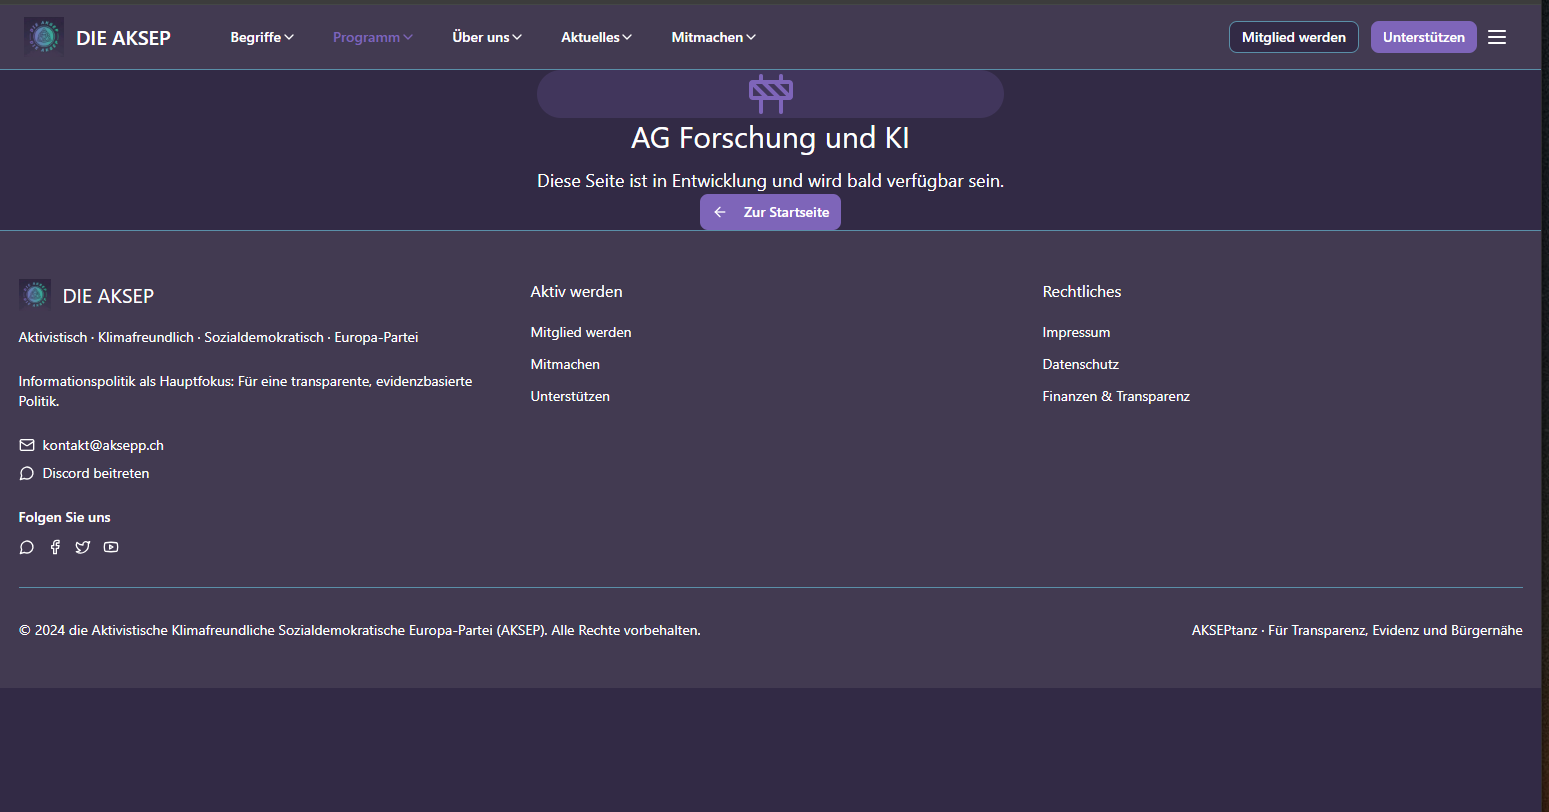 DIE AKSEP
Begriffe
Programm
Über uns
Aktuelles
Mitmachen
Mitglied werden
Unterstützen
AG Forschung und KI
Diese Seite ist in Entwicklung und wird bald verfügbar sein.
Zur Startseite
DIE AKSEP
Aktivistisch · Klimafreundlich · Sozialdemokratisch · Europa-Partei
Informationspolitik als Hauptfokus: Für eine transparente, evidenzbasierte
Politik.
kontakt@aksepp.ch
Discord beitreten
Folgen Sie uns
Aktiv werden
Mitglied werden
Mitmachen
Unterstützen
Rechtliches
Impressum
Datenschutz
Finanzen & Transparenz
© 2024 die Aktivistische Klimafreundliche Sozialdemokratische Europa-Partei (AKSEP). Alle Rechte vorbehalten.
AKSEPtanz · Für Transparenz, Evidenz und Bürgernähe